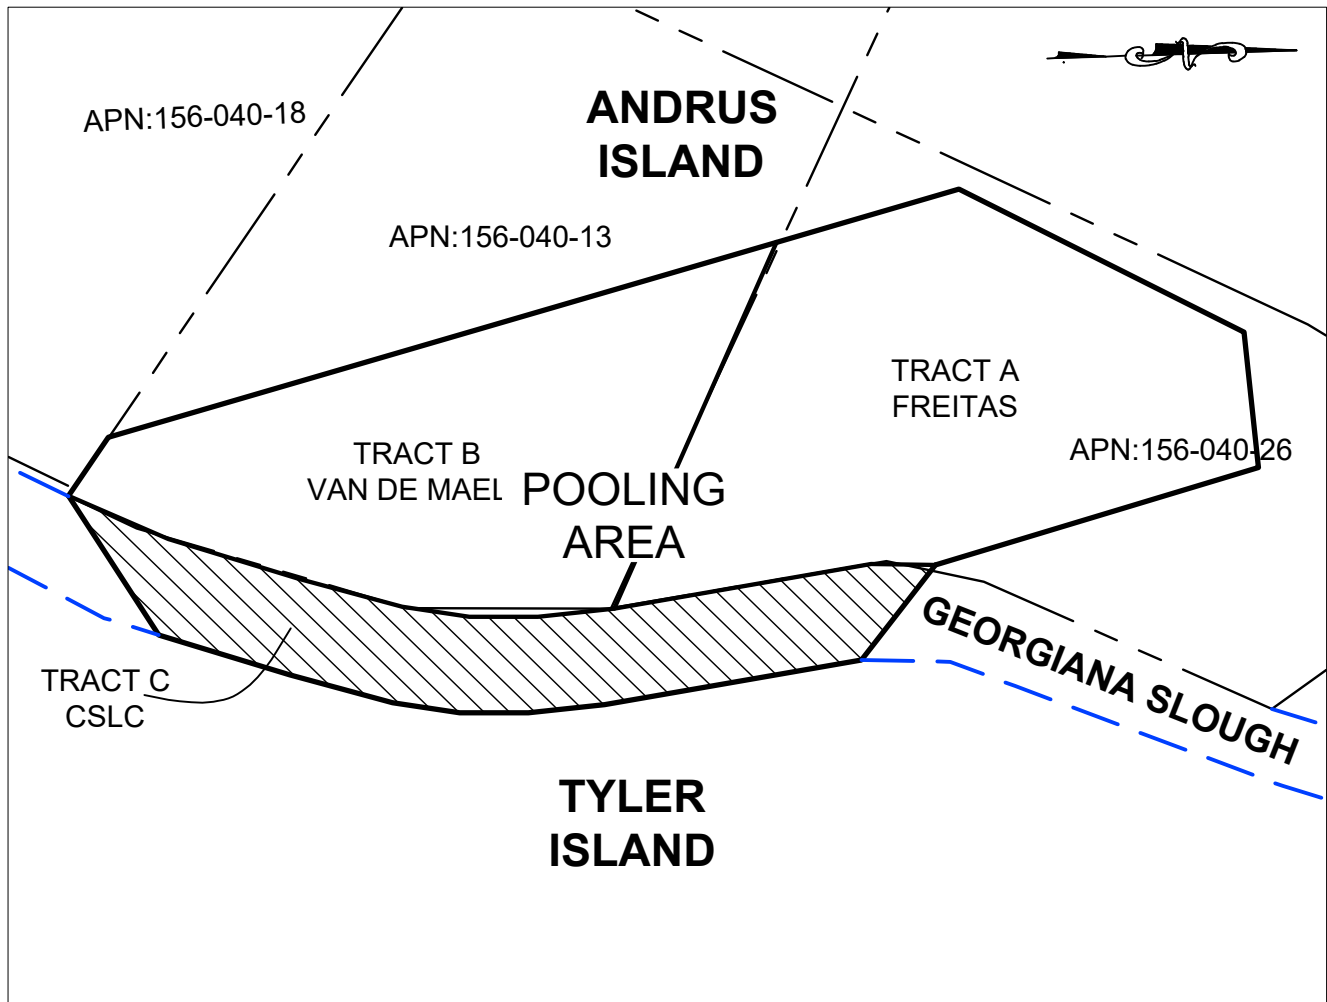 ANDRUS
ISLAND
APN:156-040-18
APN:156-040-13
TRACT A
FREITAS
APN:156-040-26
TRACT B
VAN DE MAEL
POOLING
AREA
GEORGIANA SLOUGH
TRACT C
CSLC
TYLER
ISLAND